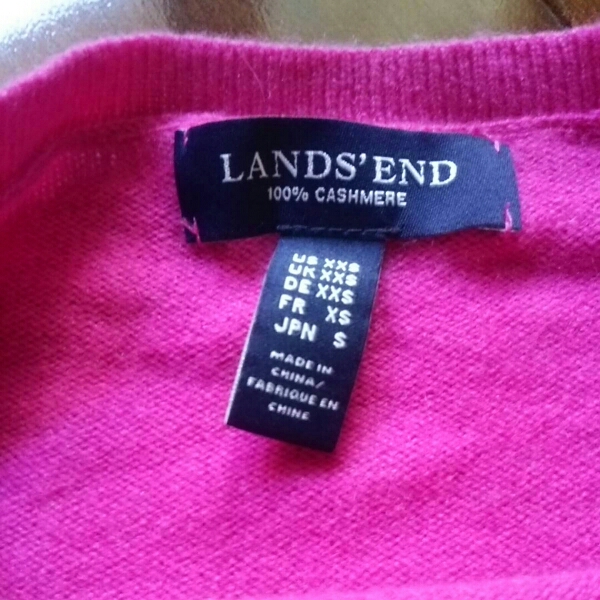 LANDS' END
100% CASHMERE
US XXS
UK XXS
DE XXS
FR XS
JPN S
MADE IN
CHINA/
FABRIQUE EN
CHINE